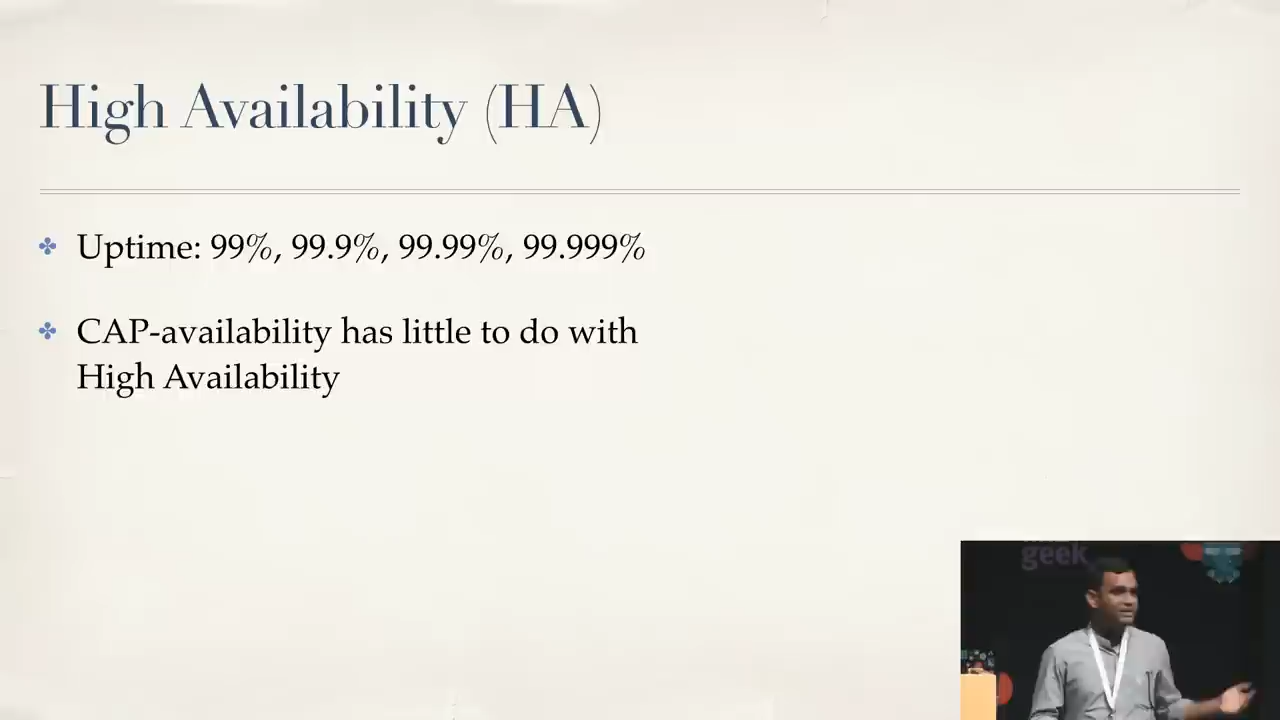 High Availability (HA)
Uptime: 99%, 99.9%, 99.99%, 99.999%
CAP-availability has little to do with
High Availability
geek